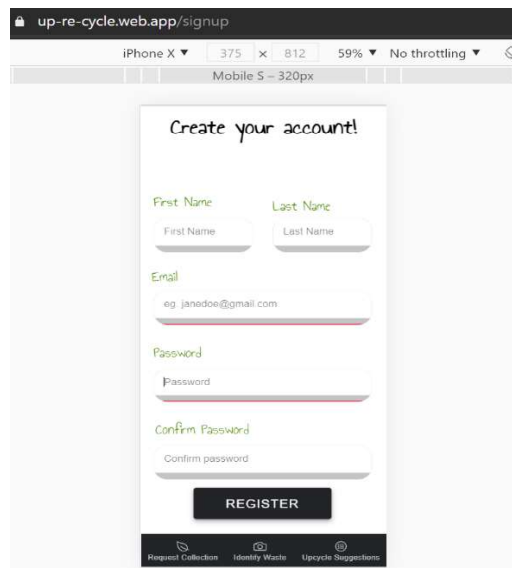 up-re-cycle.web.app/signup
iPhone X ▼ 375 × 812 59% ▼ No throttling ▼
Mobile S – 320px
Create your account!
First Name Last Name
First Name Last Name
Email
eg. janedoe@gmail.com
Password
Password
Confirm Password
Confirm password
REGISTER
Request Collection Identify Waste Upcycle Suggestions